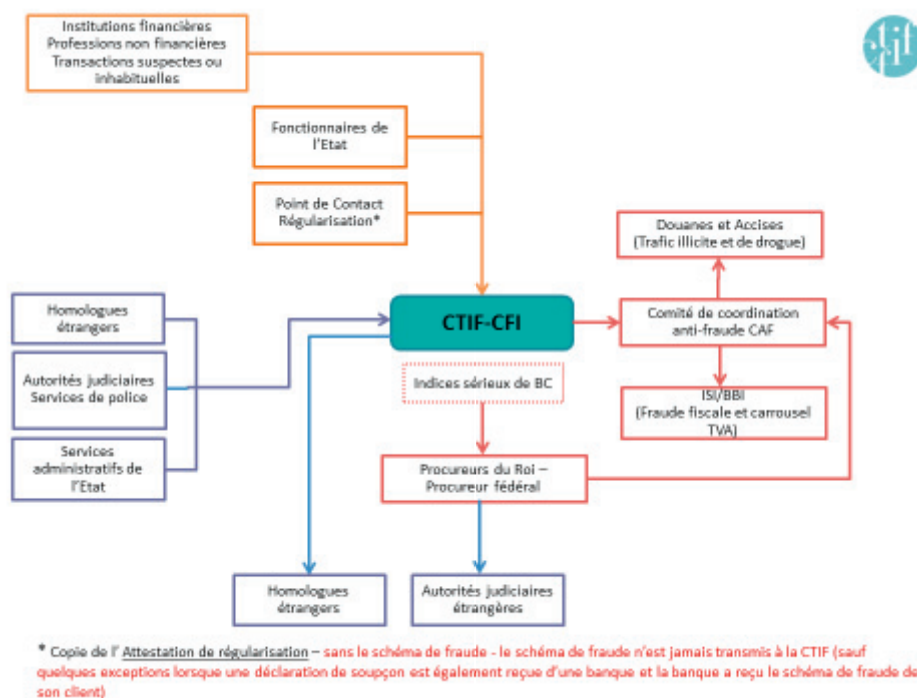 Institutions financières
Professions non financières
Transactions suspectes ou
inhabituelles
ctif
Fonctionnaires de
l'Etat
Point de Contact
Régularisation*
Douanes et Accises
(Trafic illicite et de drogue)
Homologues
étrangers
CTIF-CFI
Comité de coordination
anti-fraude CAF
Autorités judiciaires
Services de police
Indices sérieux de BC
ISI/BBI
(Fraude fiscale et carrousel
TVA)
Services
administratifs de
l'Etat
Procureurs du Roi –
Procureur fédéral
Homologues
étrangers
Autorités judiciaires
étrangères
* Copie de l' Attestation de régularisation – sans le schéma de fraude - le schéma de fraude n'est jamais transmis à la CTIF (sauf
quelques exceptions lorsque une déclaration de soupçon est également reçue d'une banque et la banque a reçu le schéma de fraude de
son client)